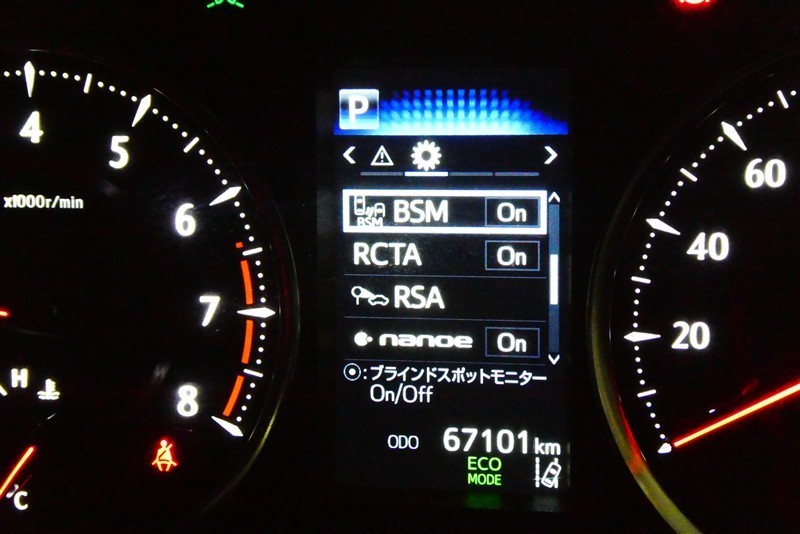 P
4
5
x1000r/min
6
7
8
H
°C
BSM
BSM On
RCTA On
RSA
nanoe On
:ブラインドスポットモニター
On/Off
ODO 67101 km
ECO
MODE
60
40
20